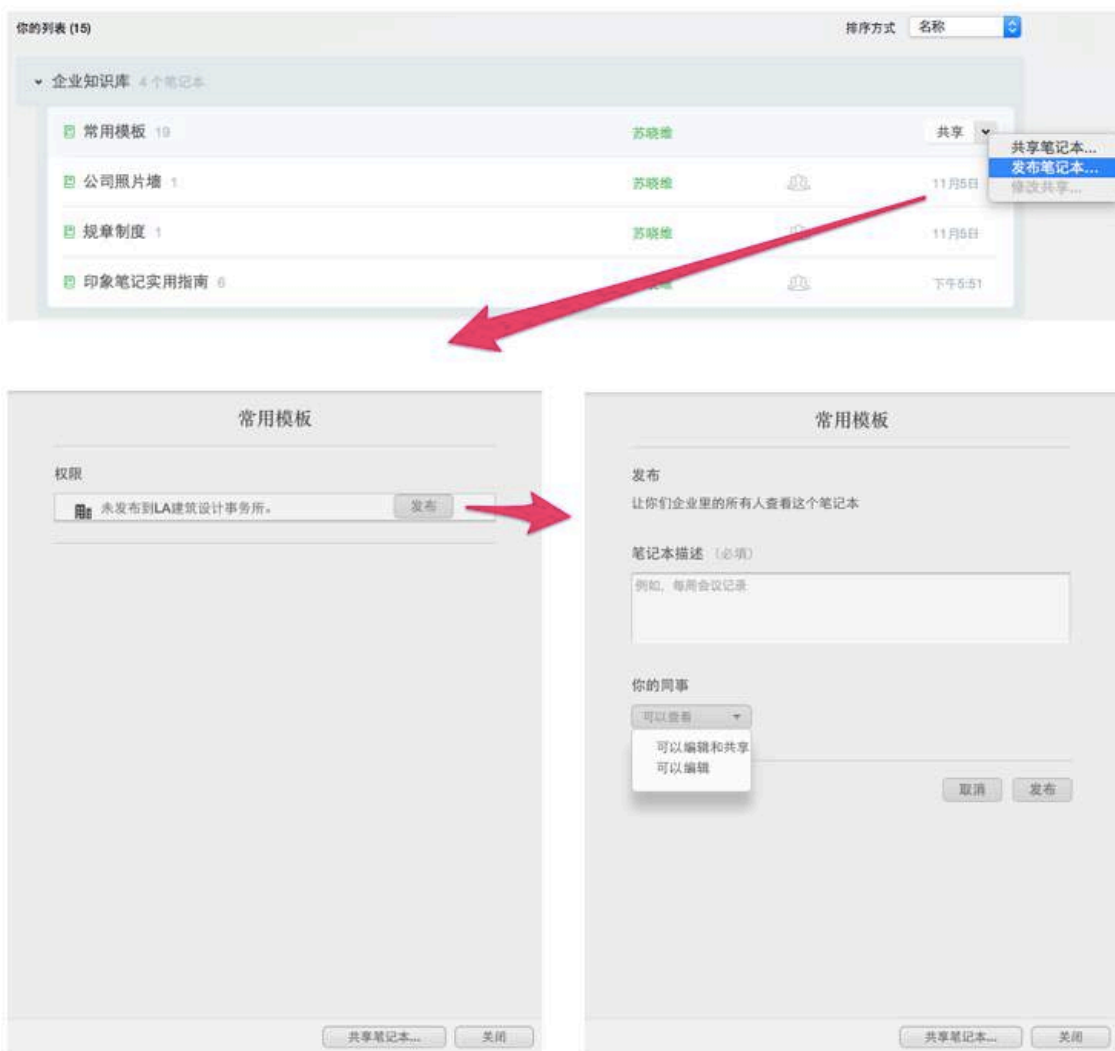 你的列表 (15) 排序方式 名称
企业知识库 4 个笔记本
常用模板 19 苏晓维 共享
共享笔记本...
发布笔记本...
修改共享...
公司照片墙 1 苏晓维 11月5日
规章制度 1 苏晓维 11月5日
印象笔记实用指南 6 下午5:51
常用模板
权限
未发布到LA建筑设计事务所。 发布
共享笔记本... 关闭
常用模板
发布
让你们企业里的所有人查看这个笔记本
笔记本描述 (必填)
例如，每周会议记录
你的同事
可以查看
可以编辑和共享
可以编辑
取消 发布
共享笔记本... 关闭